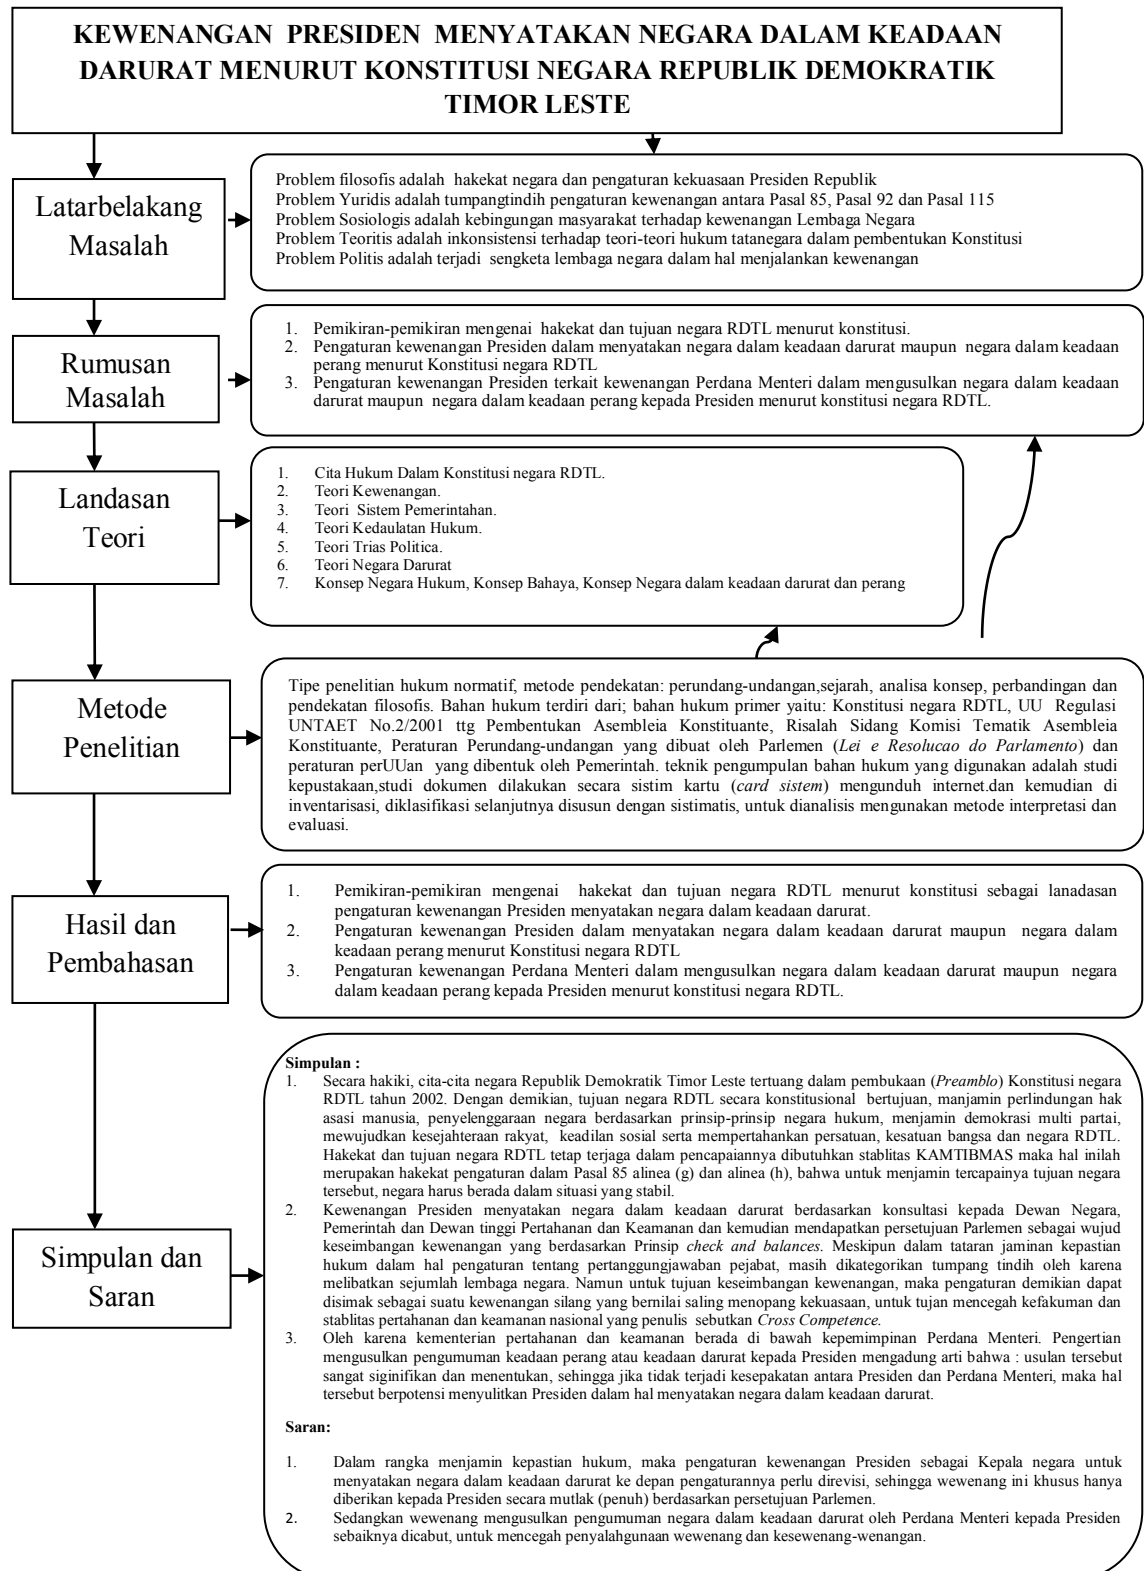 KEWENANGAN PRESIDEN MENYATAKAN NEGARA DALAM KEADAAN
DARURAT MENURUT KONSTITUSI NEGARA REPUBLIK DEMOKRATIK
TIMOR LESTE
Latarbelakang
Masalah
Problem filosofis adalah hakekat negara dan pengaturan kekuasaan Presiden Republik
Problem Yuridis adalah tumpangtindih pengaturan kewenangan antara Pasal 85, Pasal 92 dan Pasal 115
Problem Sosiologis adalah kebingungan masyarakat terhadap kewenangan Lembaga Negara
Problem Teoritis adalah inkonsistensi terhadap teori-teori hukum tatanegara dalam pembentukan Konstitusi
Problem Politis adalah terjadi sengketa lembaga negara dalam hal menjalankan kewenangan
Rumusan
Masalah
1. Pemikiran-pemikiran mengenai hakekat dan tujuan negara RDTL menurut konstitusi.
2. Pengaturan kewenangan Presiden dalam menyatakan negara dalam keadaan darurat maupun negara dalam keadaan
perang menurut Konstitusi negara RDTL
3. Pengaturan kewenangan Presiden terkait kewenangan Perdana Menteri dalam mengusulkan negara dalam keadaan
darurat maupun negara dalam keadaan perang kepada Presiden menurut konstitusi negara RDTL.
Landasan
Teori
1. Cita Hukum Dalam Konstitusi negara RDTL.
2. Teori Kewenangan.
3. Teori Sistem Pemerintahan.
4. Teori Kedaulatan Hukum.
5. Teori Trias Politica.
6. Teori Negara Darurat
7. Konsep Negara Hukum, Konsep Bahaya, Konsep Negara dalam keadaan darurat dan perang
Metode
Penelitian
Tipe penelitian hukum normatif, metode pendekatan: perundang-undangan,sejarah, analisa konsep, perbandingan dan
pendekatan filosofis. Bahan hukum terdiri dari; bahan hukum primer yaitu: Konstitusi negara RDTL, UU Regulasi
UNTAET No.2/2001 ttg Pembentukan Asembleia Konstituante, Risalah Sidang Komisi Tematik Asembleia
Konstituante, Peraturan Perundang-undangan yang dibuat oleh Parlemen (Lei e Resolucao do Parlamento) dan
peraturan perUUan yang dibentuk oleh Pemerintah. teknik pengumpulan bahan hukum yang digunakan adalah studi
kepustakaan,studi dokumen dilakukan secara sistim kartu (card sistem) mengunduh internet.dan kemudian di
inventarisasi, diklasifikasi selanjutnya disusun dengan sistimatis, untuk dianalisis mengunakan metode interpretasi dan
evaluasi.
Hasil dan
Pembahasan
1. Pemikiran-pemikiran mengenai hakekat dan tujuan negara RDTL menurut konstitusi sebagai lanadasan
pengaturan kewenangan Presiden menyatakan negara dalam keadaan darurat.
2. Pengaturan kewenangan Presiden dalam menyatakan negara dalam keadaan darurat maupun negara dalam
keadaan perang menurut Konstitusi negara RDTL
3. Pengaturan kewenangan Perdana Menteri dalam mengusulkan negara dalam keadaan darurat maupun negara
dalam keadaan perang kepada Presiden menurut konstitusi negara RDTL.
Simpulan dan
Saran
Simpulan :
1. Secara hakiki, cita-cita negara Republik Demokratik Timor Leste tertuang dalam pembukaan (Preamblo) Konstitusi negara
RDTL tahun 2002. Dengan demikian, tujuan negara RDTL secara konstitusional bertujuan, manjamin perlindungan hak
asasi manusia, penyelenggaraan negara berdasarkan prinsip-prinsip negara hukum, menjamin demokrasi multi partai,
mewujudkan kesejahteraan rakyat, keadilan sosial serta mempertahankan persatuan, kesatuan bangsa dan negara RDTL.
Hakekat dan tujuan negara RDTL tetap terjaga dalam pencapaiannya dibutuhkan stablitas KAMTIBMAS maka hal inilah
merupakan hakekat pengaturan dalam Pasal 85 alinea (g) dan alinea (h), bahwa untuk menjamin tercapainya tujuan negara
tersebut, negara harus berada dalam situasi yang stabil.
2. Kewenangan Presiden menyatakan negara dalam keadaan darurat berdasarkan konsultasi kepada Dewan Negara,
Pemerintah dan Dewan tinggi Pertahanan dan Keamanan dan kemudian mendapatkan persetujuan Parlemen sebagai wujud
keseimbangan kewenangan yang berdasarkan Prinsip check and balances. Meskipun dalam tataran jaminan kepastian
hukum dalam hal pengaturan tentang pertanggungjawaban pejabat, masih dikategorikan tumpang tindih oleh karena
melibatkan sejumlah lembaga negara. Namun untuk tujuan keseimbangan kewenangan, maka pengaturan demikian dapat
disimak sebagai suatu kewenangan silang yang bernilai saling menopang kekuasaan, untuk tujan mencegah kefakuman dan
stablitas pertahanan dan keamanan nasional yang penulis sebutkan Cross Competence.
3. Oleh karena kementerian pertahanan dan keamanan berada di bawah kepemimpinan Perdana Menteri. Pengertian
mengusulkan pengumuman keadaan perang atau keadaan darurat kepada Presiden mengadung arti bahwa : usulan tersebut
sangat siginifikan dan menentukan, sehingga jika tidak terjadi kesepakatan antara Presiden dan Perdana Menteri, maka hal
tersebut berpotensi menyulitkan Presiden dalam hal menyatakan negara dalam keadaan darurat.
Saran:
1. Dalam rangka menjamin kepastian hukum, maka pengaturan kewenangan Presiden sebagai Kepala negara untuk
menyatakan negara dalam keadaan darurat ke depan pengaturannya perlu direvisi, sehingga wewenang ini khusus hanya
diberikan kepada Presiden secara mutlak (penuh) berdasarkan persetujuan Parlemen.
2. Sedangkan wewenang mengusulkan pengumuman negara dalam keadaan darurat oleh Perdana Menteri kepada Presiden
sebaiknya dicabut, untuk mencegah penyalahgunaan wewenang dan kesewenang-wenangan.